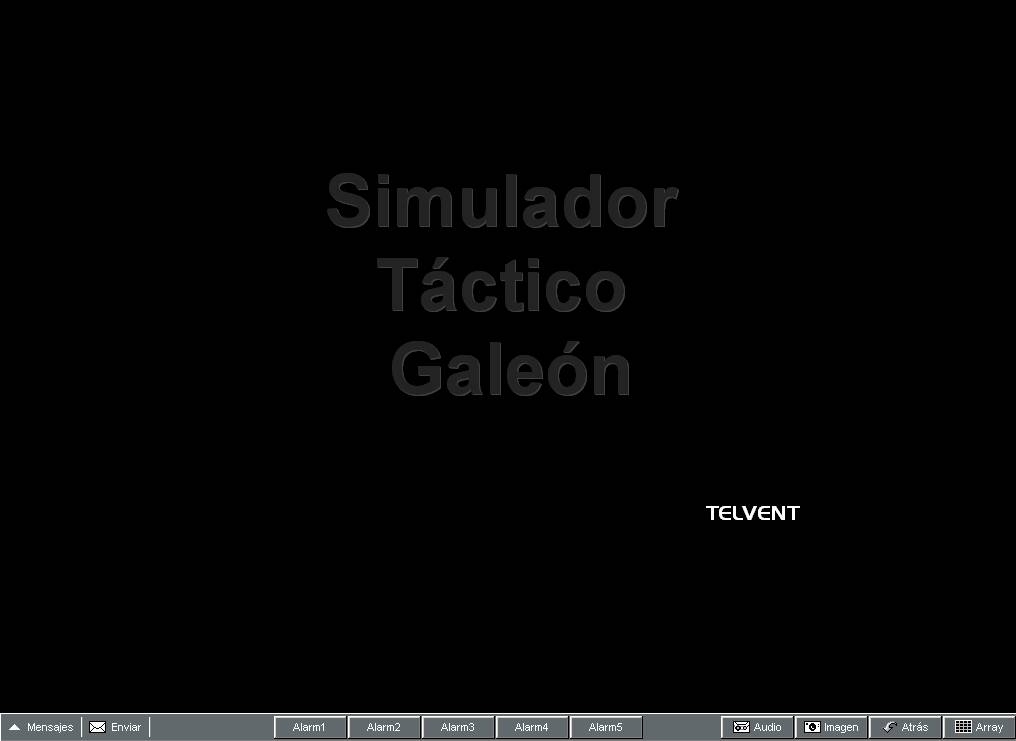 Simulador
Táctico
Galeón
TELVENT
Mensajes Enviar Alarm1 Alarm2 Alarm3 Alarm4 Alarm5 Audio Imagen Atrás Array